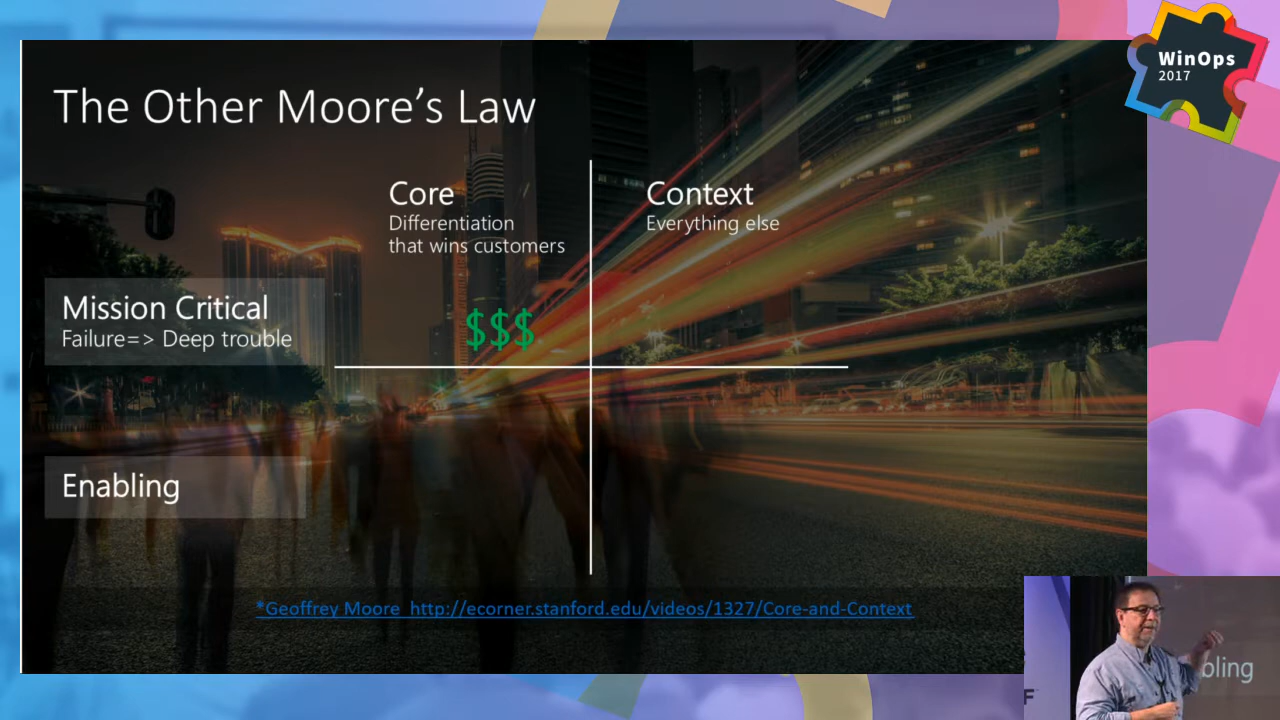 WinOps
2017
The Other Moore's Law
Core
Differentiation
that wins customers
Context
Everything else
Mission Critical
Failure=> Deep trouble
$$$
Enabling
*Geoffrey Moore  http://ecorner.stanford.edu/videos/1327/Core-and-Context
bling
F